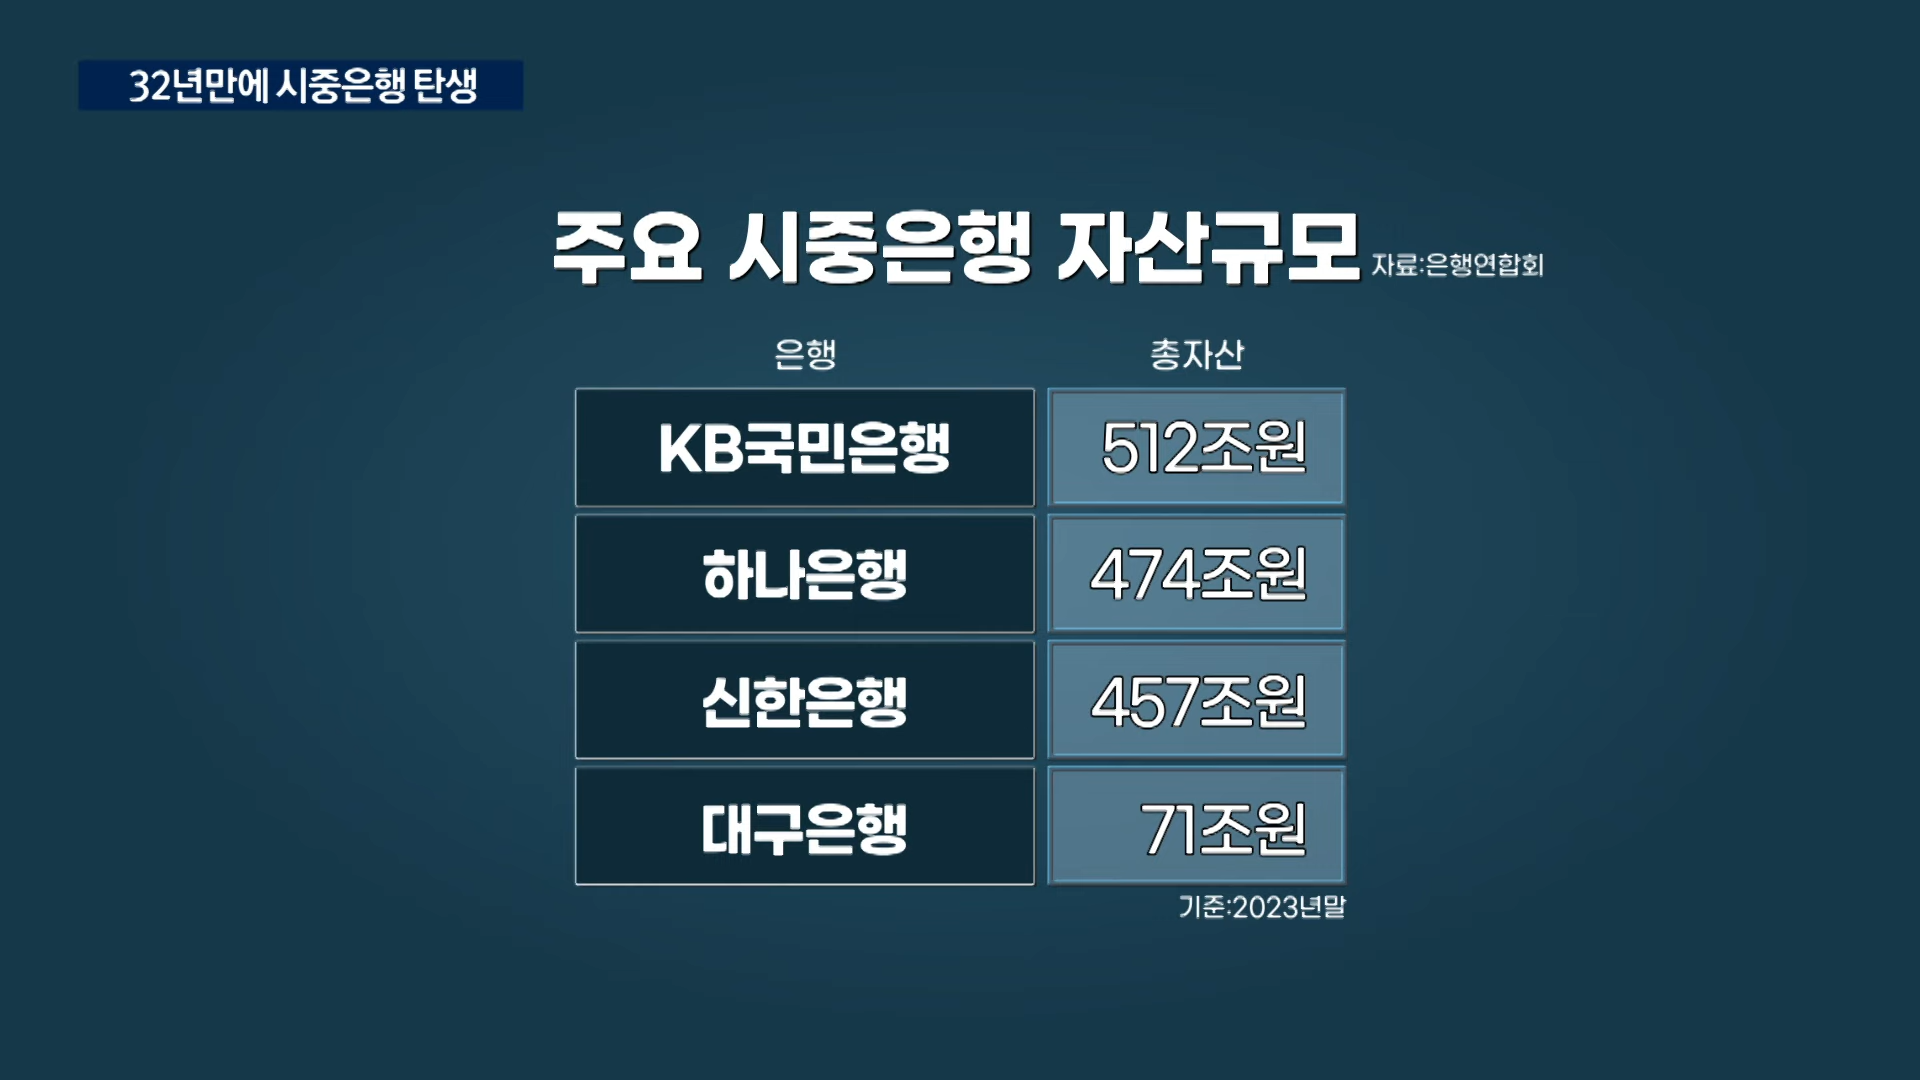 32년만에 시중은행 탄생
주요 시중은행 자산규모 자료:은행연합회
은행 총자산
KB국민은행 512조원
하나은행 474조원
신한은행 457조원
대구은행 71조원
기준:2023년말